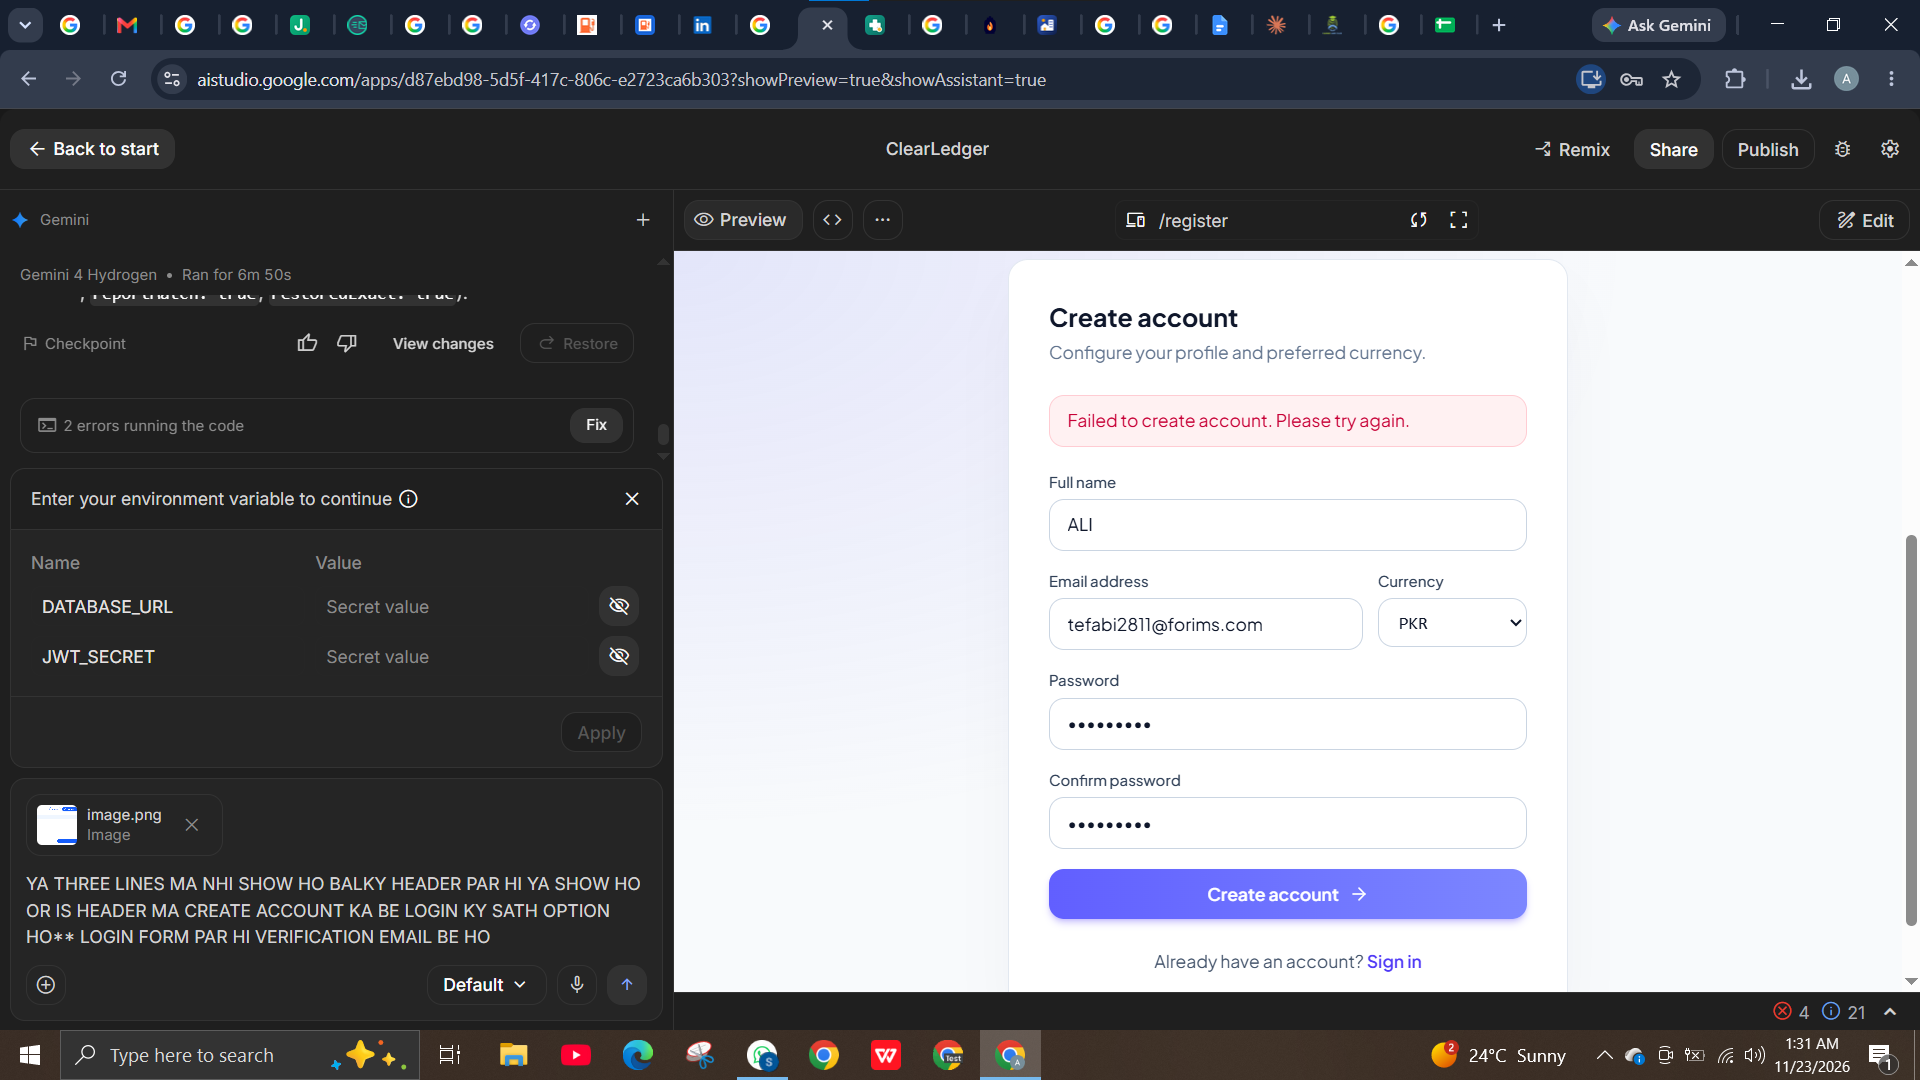 Ask Gemini
aistudio.google.com/apps/d87ebd98-5d5f-417c-806c-e2723ca6b303?showPreview=true&showAssistant=true
A
Back to start
ClearLedger
Remix
Share
Publish
Gemini
Preview
/register
Edit
Gemini 4 Hydrogen • Ran for 6m 50s
Checkpoint
View changes
Restore
2 errors running the code
Fix
Enter your environment variable to continue
Name Value
DATABASE_URL Secret value
JWT_SECRET Secret value
Apply
image.png
Image
YA THREE LINES MA NHI SHOW HO BALKY HEADER PAR HI YA SHOW HO
OR IS HEADER MA CREATE ACCOUNT KA BE LOGIN KY SATH OPTION
HO** LOGIN FORM PAR HI VERIFICATION EMAIL BE HO
Default
Create account
Configure your profile and preferred currency.
Failed to create account. Please try again.
Full name
ALI
Email address
Currency
tefabi2811@forims.com
PKR
Password
•••••••••
Confirm password
•••••••••
Create account
Already have an account? Sign in
4
21
Type here to search
Test
2
24°C Sunny
1:31 AM
11/23/2026
1